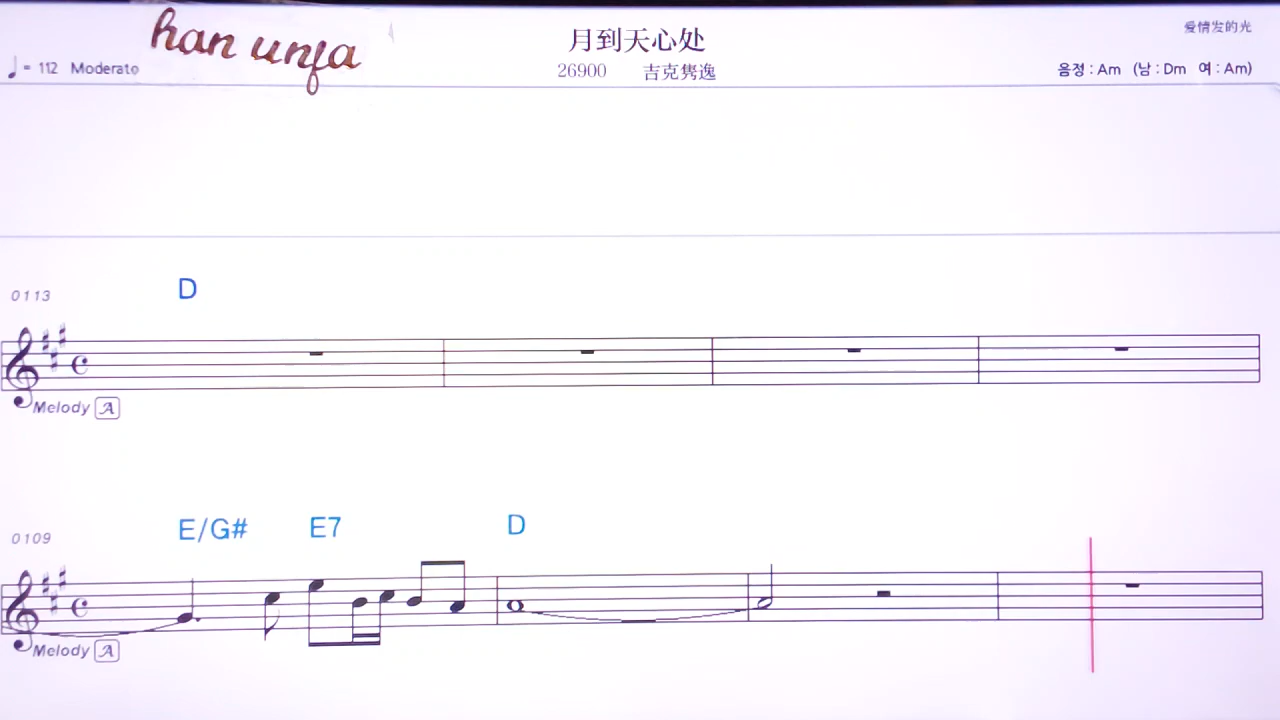 han unfa
月到天心处
爱情发的光
♩= 112 Moderato
26900 吉克隽逸
음정 : Am (남 : Dm 여 : Am)
0113
D
Melody A
0109
E/G# E7 D
Melody A